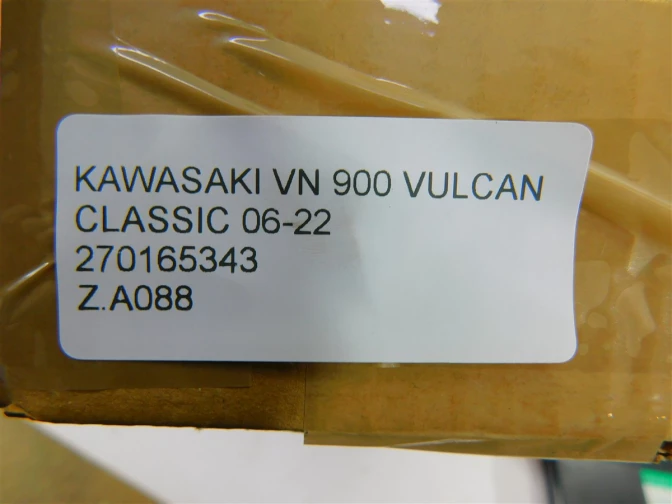 KAWASAKI VN 900 VULCAN
CLASSIC 06-22
270165343
Z.A088